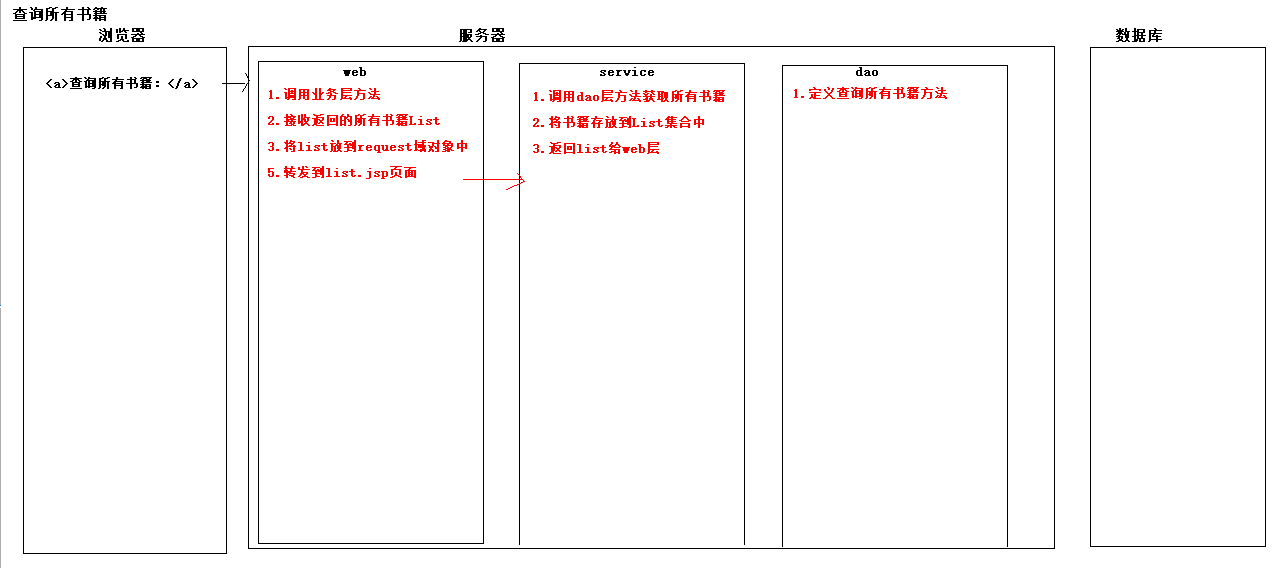 查询所有书籍
浏览器
服务器
数据库
<a>查询所有书籍：</a>
web
1.调用业务层方法
2.接收返回的所有书籍List
3.将list放到request域对象中
5.转发到list.jsp页面
service
1.调用dao层方法获取所有书籍
2.将书籍存放到List集合中
3.返回list给web层
dao
1.定义查询所有书籍方法